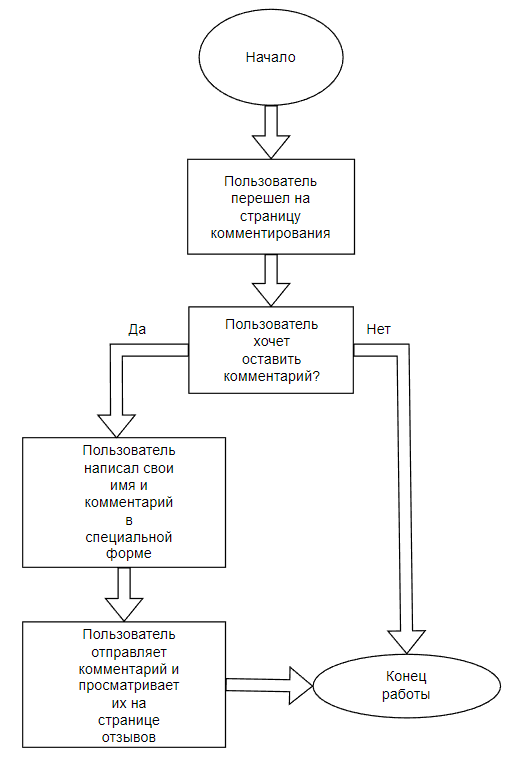 Начало
Пользователь
перешел на
страницу
комментирования
Пользователь
хочет
оставить
комментарий?
Да
Нет
Пользователь
написал свои
имя и
комментарий
в
специальной
форме
Пользователь
отправляет
комментарий и
просматривает
их на
странице
отзывов
Конец
работы